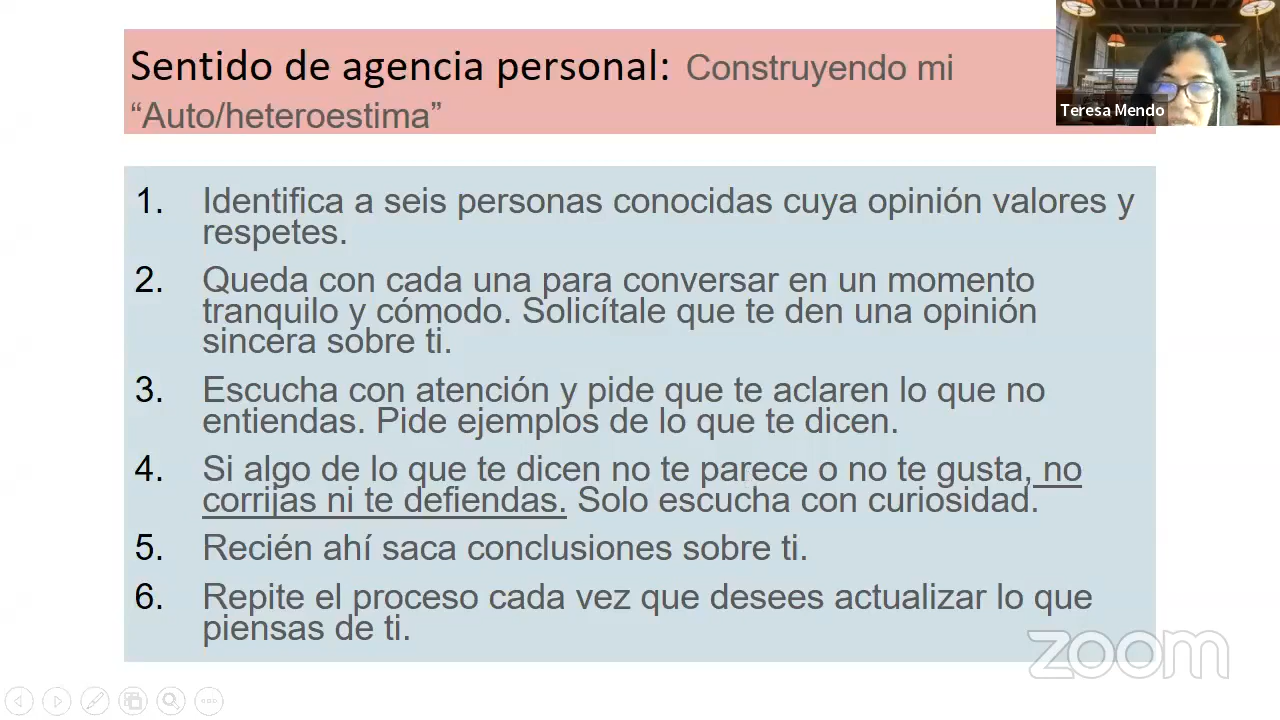 Sentido de agencia personal: Construyendo mi
“Auto/heteroestima”
Teresa Mendo
1. Identifica a seis personas conocidas cuya opinión valores y
respetes.
2. Queda con cada una para conversar en un momento
tranquilo y cómodo. Solicítale que te den una opinión
sincera sobre ti.
3. Escucha con atención y pide que te aclaren lo que no
entiendas. Pide ejemplos de lo que te dicen.
4. Si algo de lo que te dicen no te parece o no te gusta, no
corrijas ni te defiendas. Solo escucha con curiosidad.
5. Recién ahí saca conclusiones sobre ti.
6. Repite el proceso cada vez que desees actualizar lo que
piensas de ti.
zoom